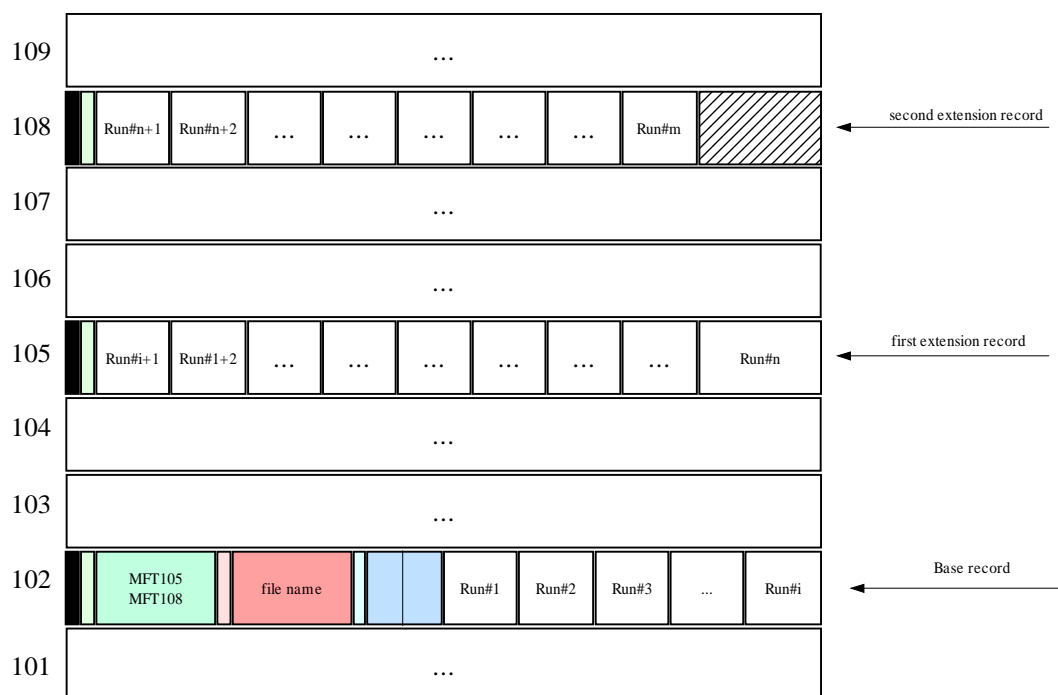 109
...
108
Run#n+1 Run#n+2 ... ... ... ... ... Run#m
second extension record
107
...
106
...
105
Run#i+1 Run#1+2 ... ... ... ... ... ... Run#n
first extension record
104
...
103
...
102
MFT105
MFT108
file name
Run#1 Run#2 Run#3 ... Run#i
Base record
101
...